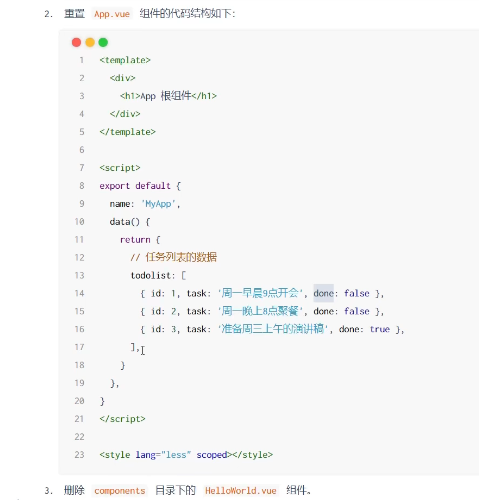 2. 重置 App.vue 组件的代码结构如下：
1 <template>
2 <div>
3 <h1>App 根组件</h1>
4 </div>
5 </template>
6
7 <script>
8 export default {
9 name: 'MyApp',
10 data() {
11 return {
12 // 任务列表的数据
13 todolist: [
14 { id: 1, task: '周一早晨9点开会', done: false },
15 { id: 2, task: '周一晚上8点聚餐', done: false },
16 { id: 3, task: '准备周三上午的演讲稿', done: true },
17 ],
18 }
19 },
20 }
21 </script>
22
23 <style lang="less" scoped></style>
3. 删除 components 目录下的 HelloWorld.vue 组件。